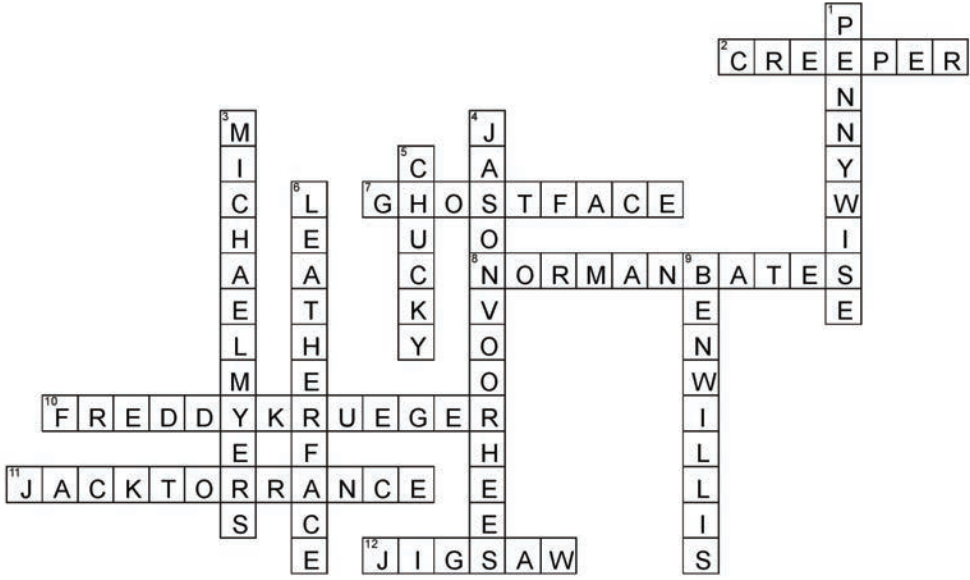 1 PENNYWISE
2 CREEPER
3 MICHAELMYERS
4 JASONVOORHEES
5 CHUCKY
6 LEATHERFACE
7 GHOSTFACE
8 NORMANBATES
9 BENWILLIS
10 FREDDYKRUEGER
11 JACKTORRANCE
12 JIGSAW